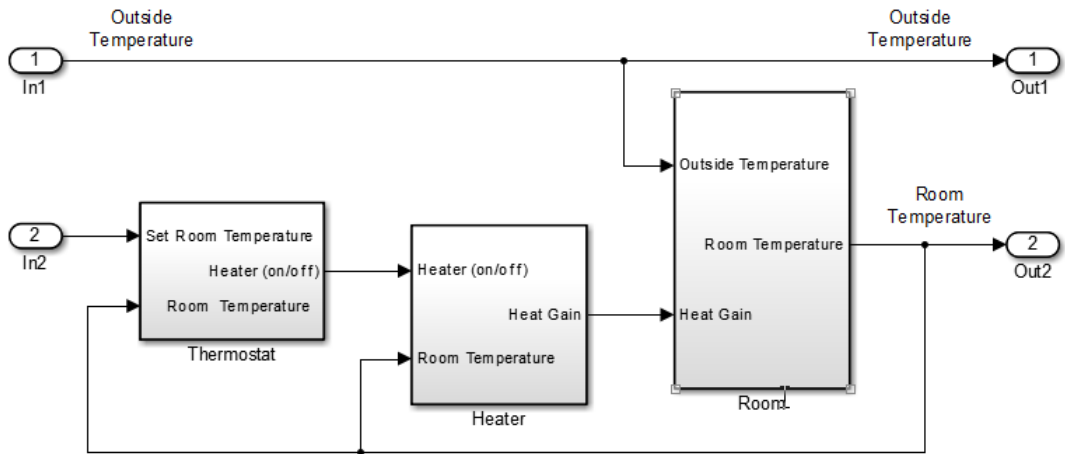 Outside
Temperature
Outside
Temperature
1
In1
1
Out1
Outside Temperature
Room Temperature
Heat Gain
Room
Room
Temperature
2
In2
2
Out2
Set Room Temperature
Heater (on/off)
Room Temperature
Thermostat
Heater (on/off)
Heat Gain
Room Temperature
Heater